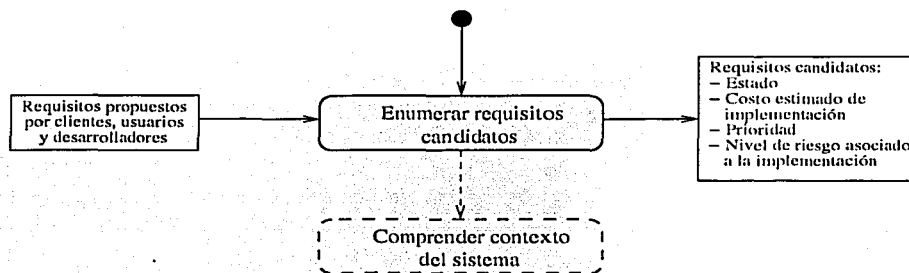 Requisitos propuestos
por clientes, usuarios
y desarrolladores
Enumerar requisitos
candidatos
Requisitos candidatos:
– Estado
– Costo estimado de
implementación
– Prioridad
– Nivel de riesgo asociado
a la implementación
Comprender contexto
del sistema